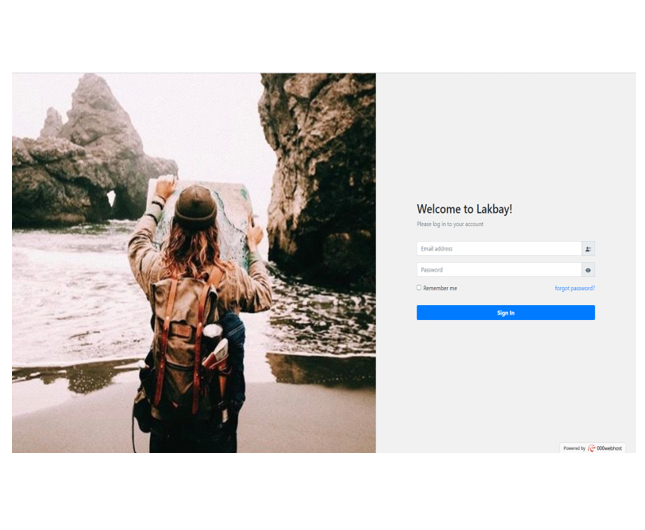 Welcome to Lakbay!
Please log in to your account
Email address
Password
Remember me
forgot password?
Sign In
Powered by 000webhost